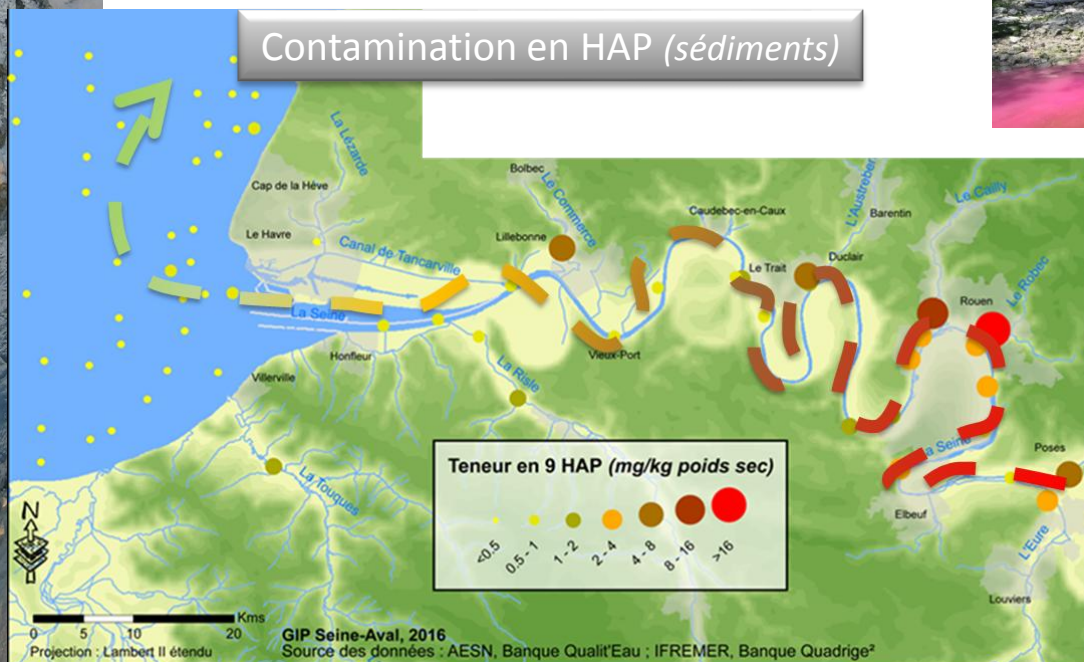 Contamination en HAP (sédiments)
La Lézarde
Cap de la Hève
Le Havre
Canal de Tancarville
Bolbec
Le Commerce
Lillebonne
Caudebec-en-Caux
L'Austreber
Barentin
Le Cailly
Le Trait
Duclair
Rouen
Le Robec
La Seine
Honfleur
Vieux-Port
Villerville
La Risle
La Touques
a Seine
Poses
Elbeuf
L'Eure
Louviers
Teneur en 9 HAP (mg/kg poids sec)
<0.5
0.5 - 1
1 - 2
2 - 4
4 - 8
8 - 16
>16
N
Kms
0 5 10 20
Projection : Lambert II étendu
GIP Seine-Aval, 2016
Source des données : AESN, Banque Qualit'Eau ; IFREMER, Banque Quadrige²